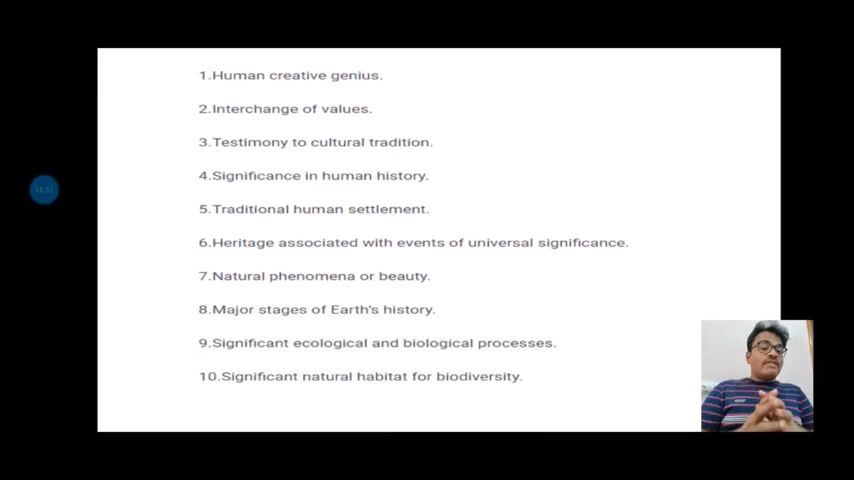 1.Human creative genius.
2.Interchange of values.
3.Testimony to cultural tradition.
4.Significance in human history.
5.Traditional human settlement.
6.Heritage associated with events of universal significance.
7.Natural phenomena or beauty.
8.Major stages of Earth's history.
9.Significant ecological and biological processes.
10.Significant natural habitat for biodiversity.